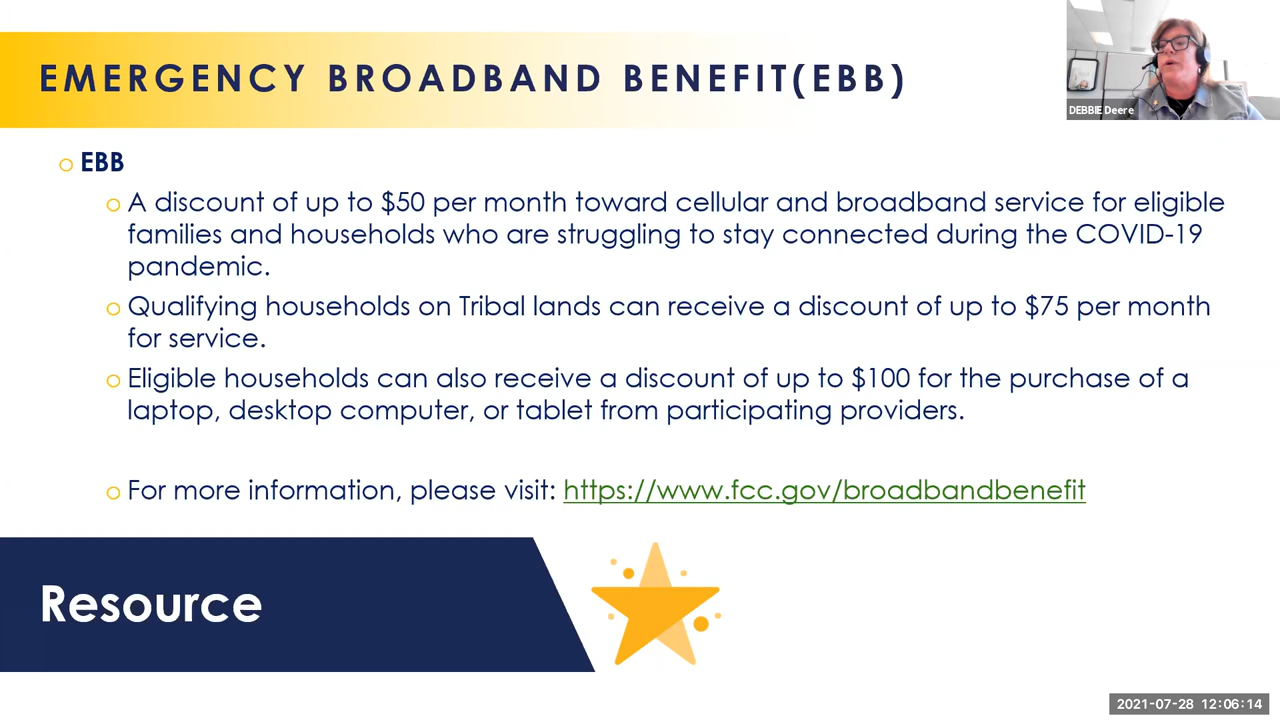 EMERGENCY BROADBAND BENEFIT(EBB)
DEBBIE Deere
EBB
A discount of up to $50 per month toward cellular and broadband service for eligible
families and households who are struggling to stay connected during the COVID-19
pandemic.
Qualifying households on Tribal lands can receive a discount of up to $75 per month
for service.
Eligible households can also receive a discount of up to $100 for the purchase of a
laptop, desktop computer, or tablet from participating providers.
For more information, please visit: https://www.fcc.gov/broadbandbenefit
Resource
2021-07-28 12:06:14